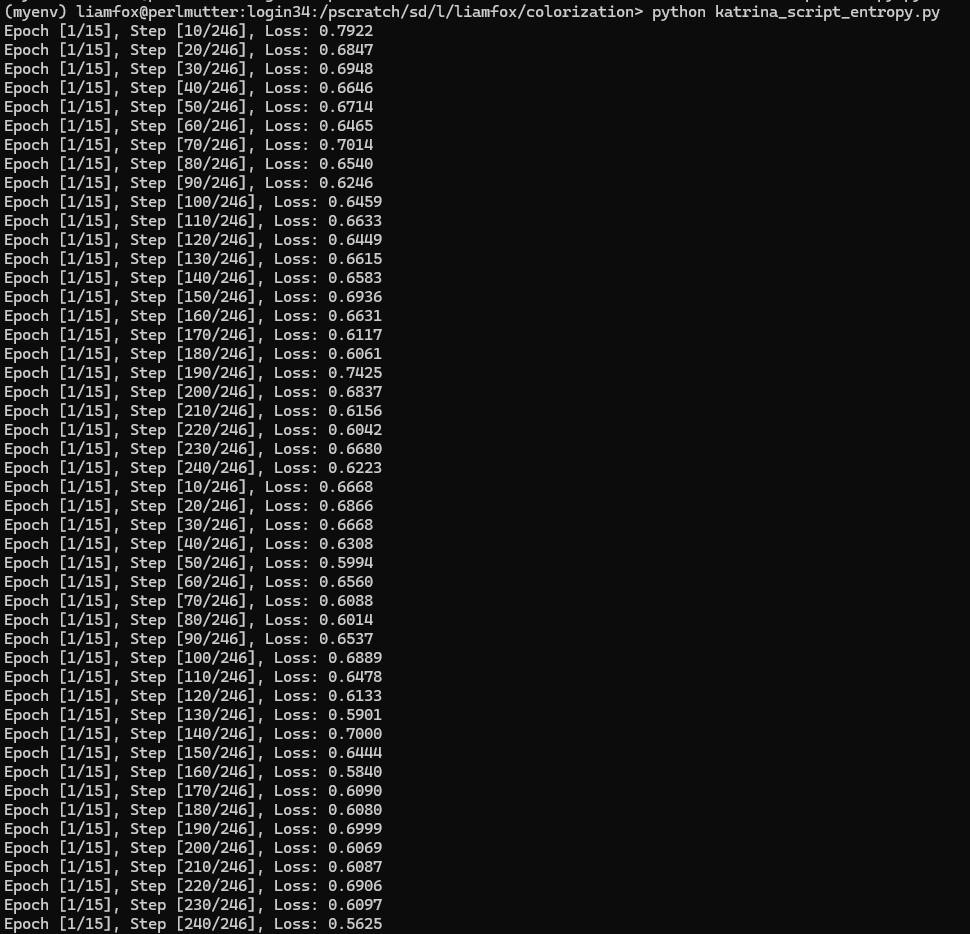 (myenv) liamfox@perlmutter:login34:/pscratch/sd/l/liamfox/colorization> python katrina_script_entropy.py
Epoch [1/15], Step [10/246], Loss: 0.7922
Epoch [1/15], Step [20/246], Loss: 0.6847
Epoch [1/15], Step [30/246], Loss: 0.6948
Epoch [1/15], Step [40/246], Loss: 0.6646
Epoch [1/15], Step [50/246], Loss: 0.6714
Epoch [1/15], Step [60/246], Loss: 0.6465
Epoch [1/15], Step [70/246], Loss: 0.7014
Epoch [1/15], Step [80/246], Loss: 0.6540
Epoch [1/15], Step [90/246], Loss: 0.6246
Epoch [1/15], Step [100/246], Loss: 0.6459
Epoch [1/15], Step [110/246], Loss: 0.6633
Epoch [1/15], Step [120/246], Loss: 0.6449
Epoch [1/15], Step [130/246], Loss: 0.6615
Epoch [1/15], Step [140/246], Loss: 0.6583
Epoch [1/15], Step [150/246], Loss: 0.6936
Epoch [1/15], Step [160/246], Loss: 0.6631
Epoch [1/15], Step [170/246], Loss: 0.6117
Epoch [1/15], Step [180/246], Loss: 0.6061
Epoch [1/15], Step [190/246], Loss: 0.7425
Epoch [1/15], Step [200/246], Loss: 0.6837
Epoch [1/15], Step [210/246], Loss: 0.6156
Epoch [1/15], Step [220/246], Loss: 0.6042
Epoch [1/15], Step [230/246], Loss: 0.6680
Epoch [1/15], Step [240/246], Loss: 0.6223
Epoch [1/15], Step [10/246], Loss: 0.6668
Epoch [1/15], Step [20/246], Loss: 0.6866
Epoch [1/15], Step [30/246], Loss: 0.6668
Epoch [1/15], Step [40/246], Loss: 0.6308
Epoch [1/15], Step [50/246], Loss: 0.5994
Epoch [1/15], Step [60/246], Loss: 0.6560
Epoch [1/15], Step [70/246], Loss: 0.6088
Epoch [1/15], Step [80/246], Loss: 0.6014
Epoch [1/15], Step [90/246], Loss: 0.6537
Epoch [1/15], Step [100/246], Loss: 0.6889
Epoch [1/15], Step [110/246], Loss: 0.6478
Epoch [1/15], Step [120/246], Loss: 0.6133
Epoch [1/15], Step [130/246], Loss: 0.5901
Epoch [1/15], Step [140/246], Loss: 0.7000
Epoch [1/15], Step [150/246], Loss: 0.6444
Epoch [1/15], Step [160/246], Loss: 0.5840
Epoch [1/15], Step [170/246], Loss: 0.6090
Epoch [1/15], Step [180/246], Loss: 0.6080
Epoch [1/15], Step [190/246], Loss: 0.6999
Epoch [1/15], Step [200/246], Loss: 0.6069
Epoch [1/15], Step [210/246], Loss: 0.6087
Epoch [1/15], Step [220/246], Loss: 0.6906
Epoch [1/15], Step [230/246], Loss: 0.6097
Epoch [1/15], Step [240/246], Loss: 0.5625